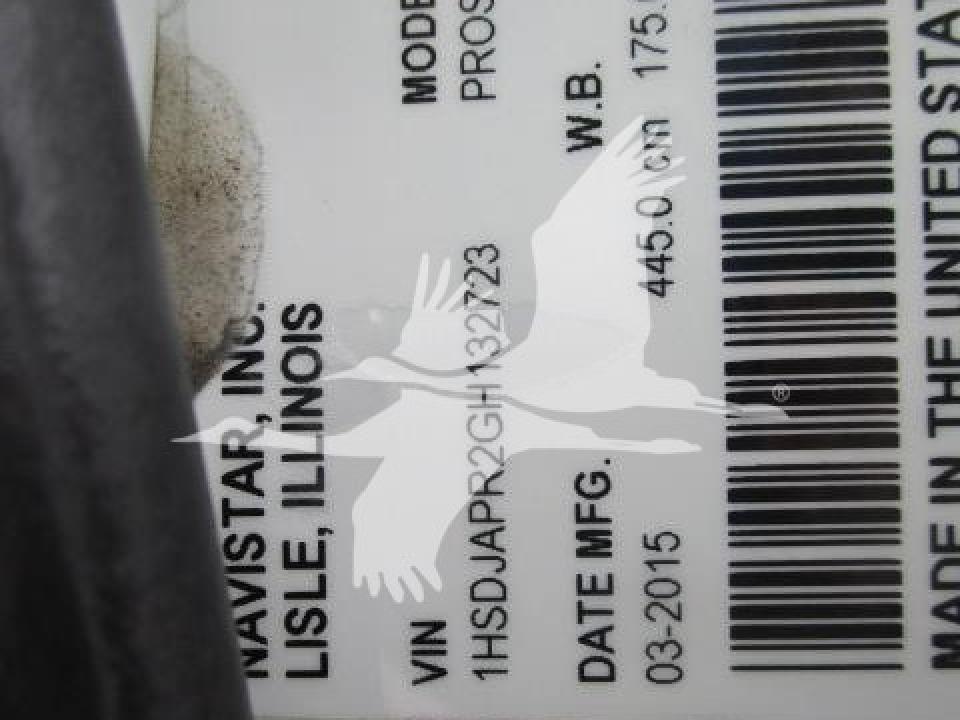 NAVISTAR, INC.
LISLE, ILLINOIS
VIN MODE
1HSDJAPR2GH132723 PROS
DATE MFG. W.B.
03-2015 445.0 cm 175.
MADE IN THE UNITED STAT
®